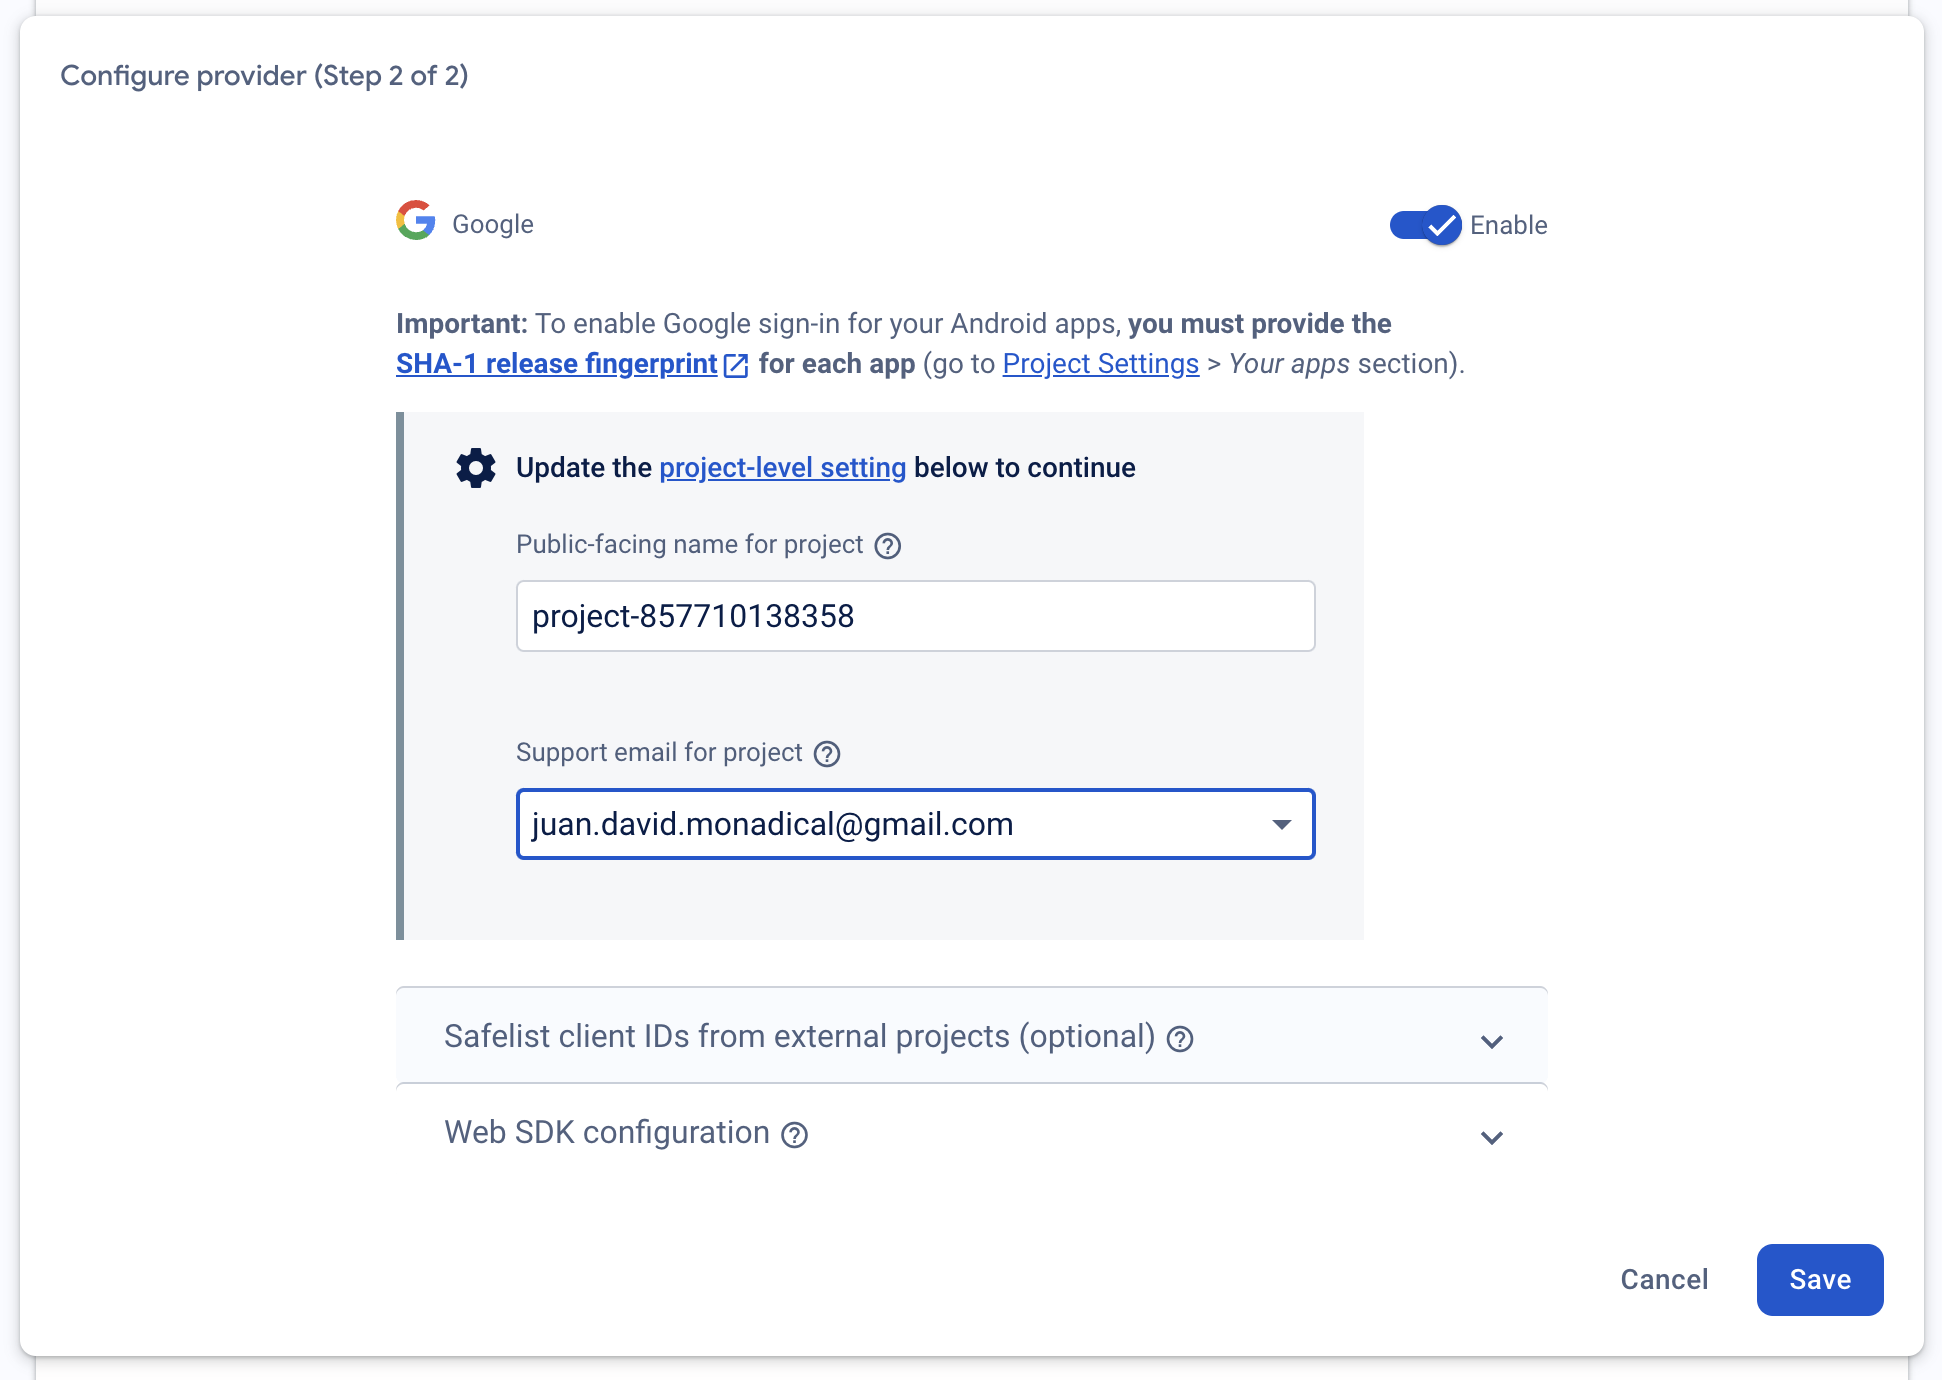 Configure provider (Step 2 of 2)
Google
Enable
Important: To enable Google sign-in for your Android apps, you must provide the
SHA-1 release fingerprint for each app (go to Project Settings > Your apps section).
Update the project-level setting below to continue
Public-facing name for project
project-857710138358
Support email for project
juan.david.monadical@gmail.com
Safelist client IDs from external projects (optional)
Web SDK configuration
Cancel
Save